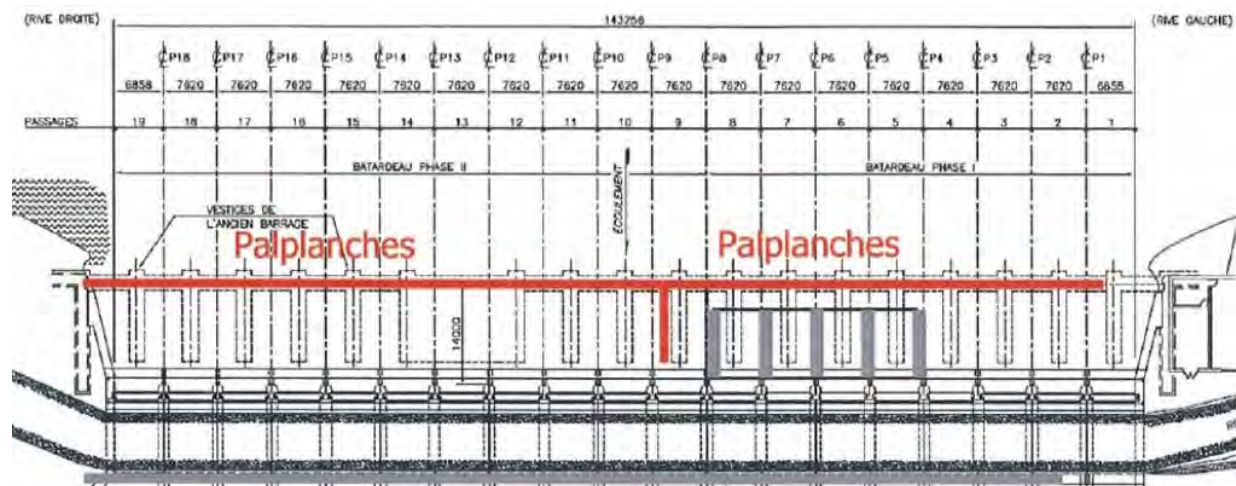 (RIVE DROITE) 143256 (RIVE GAUCHE)
℄P18 ℄P17 ℄P16 ℄P15 ℄P14 ℄P13 ℄P12 ℄P11 ℄P10 ℄P9 ℄P8 ℄P7 ℄P6 ℄P5 ℄P4 ℄P3 ℄P2 ℄P1
6858 7620 7620 7620 7620 7620 7620 7620 7620 7620 7620 7620 7620 7620 7620 7620 7620 7620 6858
PASSAGES 19 18 17 16 15 14 13 12 11 10 9 8 7 6 5 4 3 2 1
BATARDEAU PHASE II BATARDEAU PHASE I
ÉCOULEMENT
VESTIGES DE
L'ANCIEN BARRAGE
Palplanches Palplanches
14000